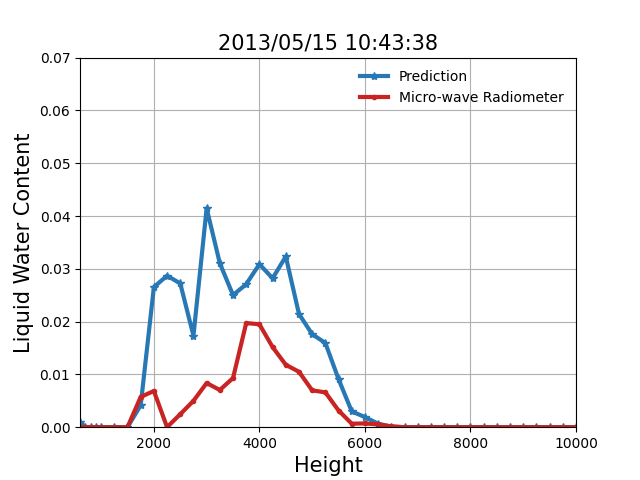 2013/05/15 10:43:38
0.07
0.06
0.05
0.04
0.03
0.02
0.01
0.00
Liquid Water Content
Prediction
Micro-wave Radiometer
2000 4000 6000 8000 10000
Height